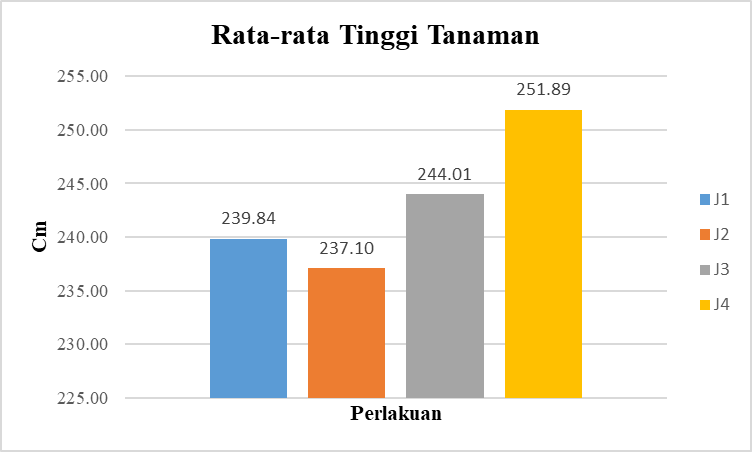 Rata-rata Tinggi Tanaman
255.00
250.00
245.00
240.00
235.00
230.00
225.00
Cm
239.84
237.10
244.01
251.89
Perlakuan
J1
J2
J3
J4